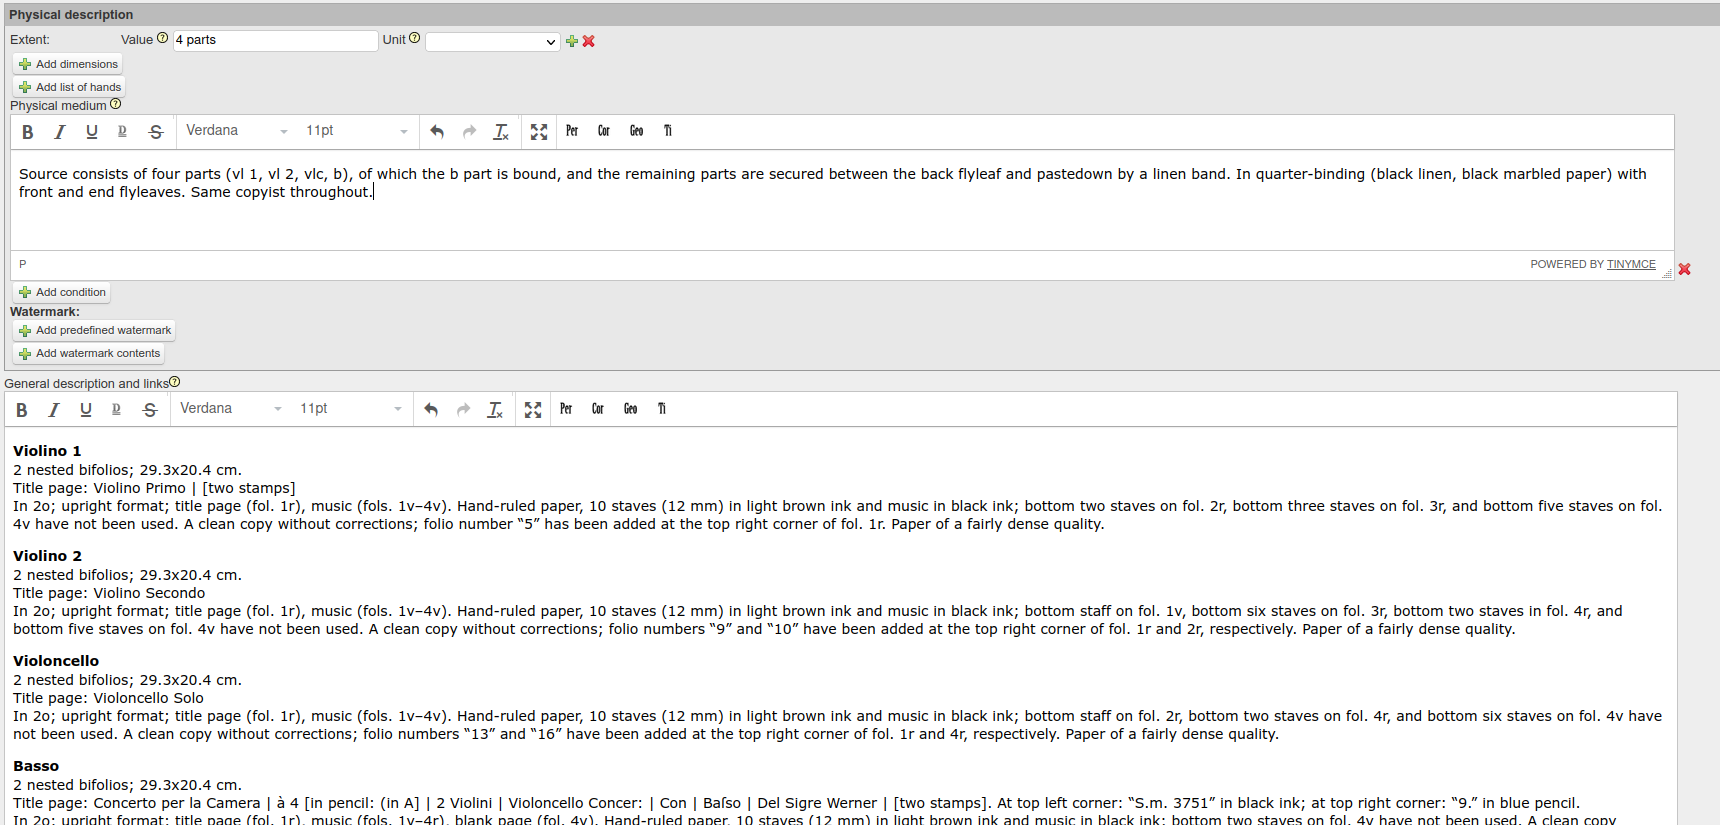 Physical description
Extent: Value 4 parts Unit
Add dimensions
Add list of hands
Physical medium
B I U D S Verdana 11pt Tx Per Cor Geo Ti
Source consists of four parts (vl 1, vl 2, vlc, b), of which the b part is bound, and the remaining parts are secured between the back flyleaf and pastedown by a linen band. In quarter-binding (black linen, black marbled paper) with
front and end flyleaves. Same copyist throughout.
P POWERED BY TINYMCE
Add condition
Watermark:
Add predefined watermark
Add watermark contents
General description and links
B I U D S Verdana 11pt Tx Per Cor Geo Ti
Violino 1
2 nested bifolios; 29.3x20.4 cm.
Title page: Violino Primo | [two stamps]
In 2o; upright format; title page (fol. 1r), music (fols. 1v–4v). Hand-ruled paper, 10 staves (12 mm) in light brown ink and music in black ink; bottom two staves on fol. 2r, bottom three staves on fol. 3r, and bottom five staves on fol.
4v have not been used. A clean copy without corrections; folio number “5” has been added at the top right corner of fol. 1r. Paper of a fairly dense quality.
Violino 2
2 nested bifolios; 29.3x20.4 cm.
Title page: Violino Secondo
In 2o; upright format; title page (fol. 1r), music (fols. 1v–4v). Hand-ruled paper, 10 staves (12 mm) in light brown ink and music in black ink; bottom staff on fol. 1v, bottom six staves on fol. 3r, bottom two staves in fol. 4r, and
bottom five staves on fol. 4v have not been used. A clean copy without corrections; folio numbers “9” and “10” have been added at the top right corner of fol. 1r and 2r, respectively. Paper of a fairly dense quality.
Violoncello
2 nested bifolios; 29.3x20.4 cm.
Title page: Violoncello Solo
In 2o; upright format; title page (fol. 1r), music (fols. 1v–4v). Hand-ruled paper, 10 staves (12 mm) in light brown ink and music in black ink; bottom staff on fol. 2r, bottom two staves on fol. 4r, and bottom six staves on fol. 4v have
not been used. A clean copy without corrections; folio numbers “13” and “16” have been added at the top right corner of fol. 1r and 4r, respectively. Paper of a fairly dense quality.
Basso
2 nested bifolios; 29.3x20.4 cm.
Title page: Concerto per la Camera | à 4 [in pencil: (in A] | 2 Violini | Violoncello Concer: | Con | Baſso | Del Sigre Werner | [two stamps]. At top left corner: “S.m. 3751” in black ink; at top right corner: “9.” in blue pencil.
In 2o; upright format; title page (fol. 1r), music (fols. 1v–4r), blank page (fol. 4v). Hand-ruled paper, 10 staves (12 mm) in light brown ink and music in black ink; bottom two staves on fol. 4v have not been used. A clean copy